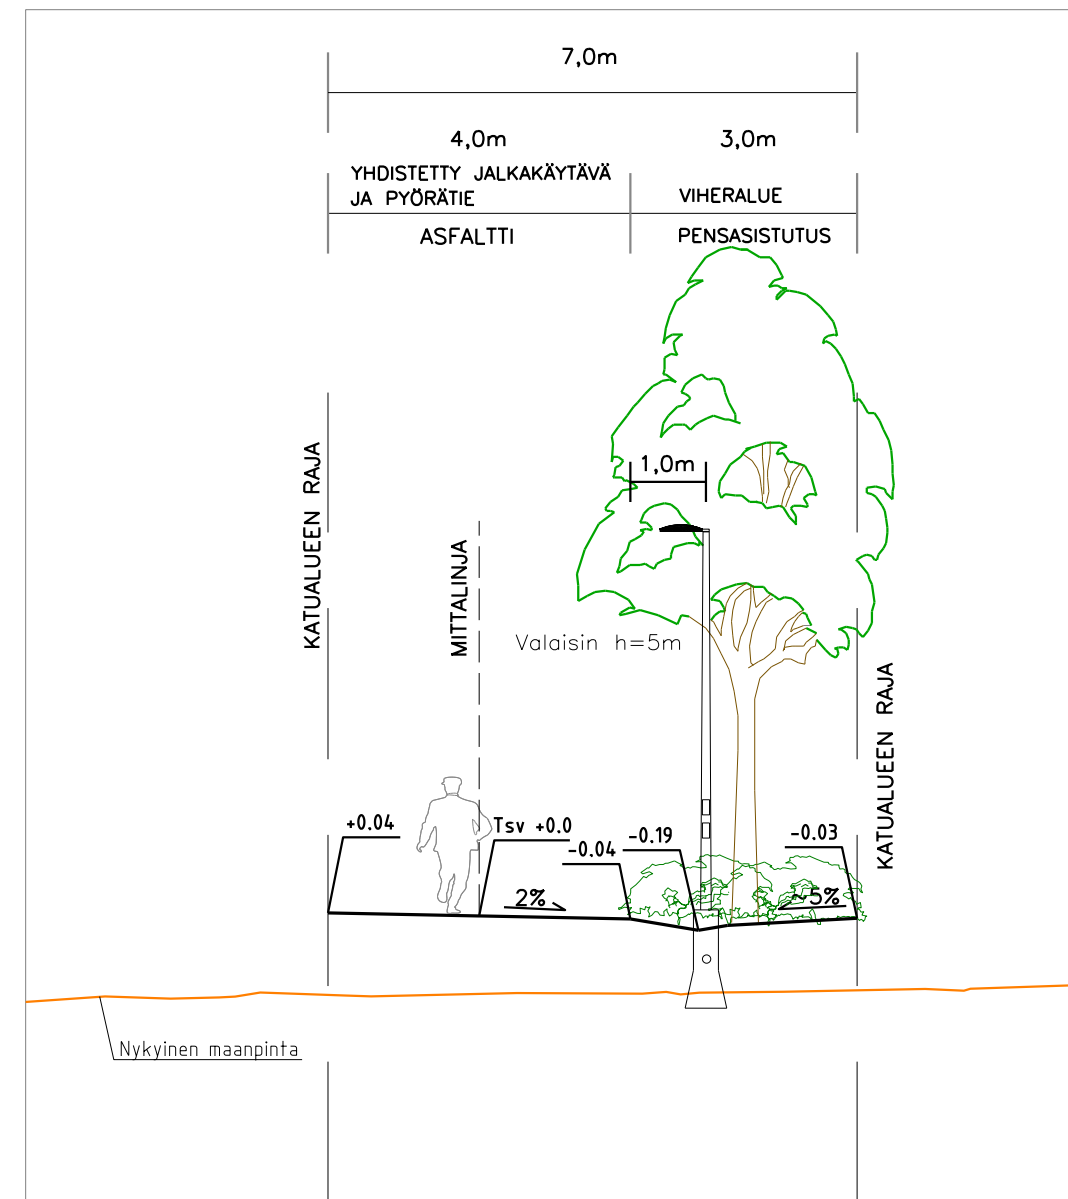 7,0m
4,0m
3,0m
YHDISTETTY JALKAKÄYTÄVÄ
JA PYÖRÄTIE
VIHERALUE
ASFALTTI
PENSASISTUTUS
1,0m
KATUALUEEN RAJA
MITTALINJA
Valaisin h=5m
KATUALUEEN RAJA
+0.04
Tsv +0.0
-0.04
-0.19
-0.03
2%
~5%
Nykyinen maanpinta